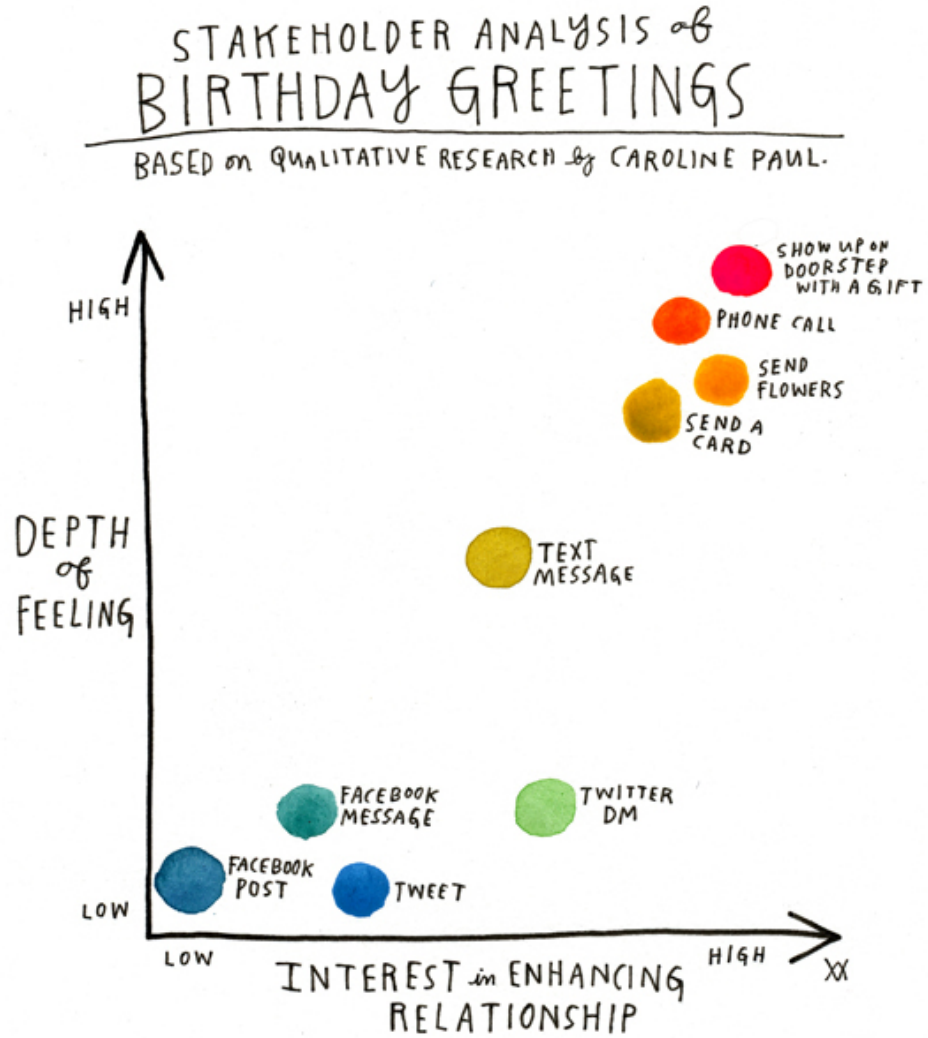 STAKEHOLDER ANALYSIS of
BIRTHDAY GREETINGS
BASED on QUALITATIVE RESEARCH by CAROLINE PAUL.
HIGH
SHOW UP ON
DOORSTEP
WITH A GIFT
PHONE CALL
SEND
FLOWERS
SEND A
CARD
DEPTH
of
FEELING
TEXT
MESSAGE
FACEBOOK
MESSAGE
TWITTER
DM
FACEBOOK
POST
TWEET
LOW
LOW
HIGH
INTEREST in ENHANCING
RELATIONSHIP